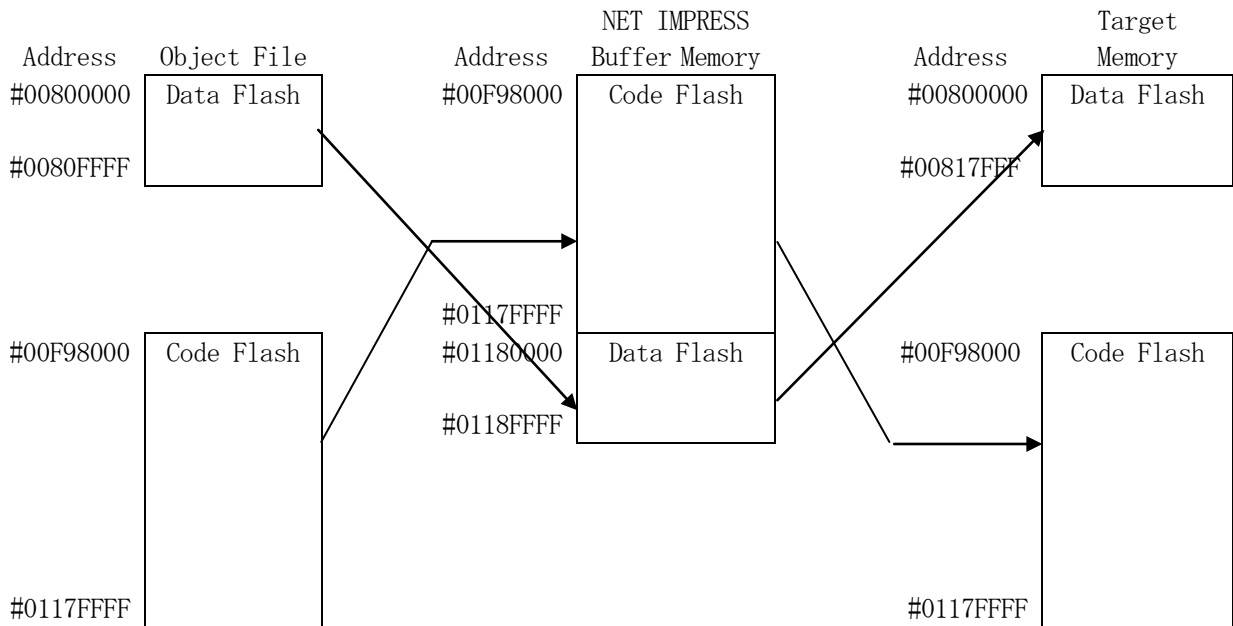 NET IMPRESS Target
Address Object File Address Buffer Memory Address Memory
#00800000 Data Flash #00F98000 Code Flash #00800000 Data Flash
#0080FFFF #00817FFF
#0117FFFF
#00F98000 Code Flash #01180000 Data Flash #00F98000 Code Flash
#0118FFFF
#0117FFFF #0117FFFF